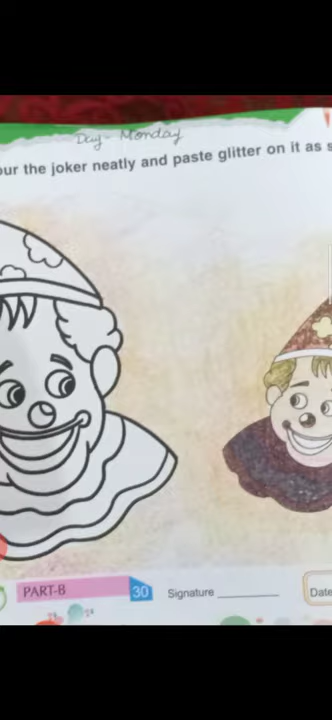 Day - Monday
our the joker neatly and paste glitter on it as s
PART-B
30
Signature
Date